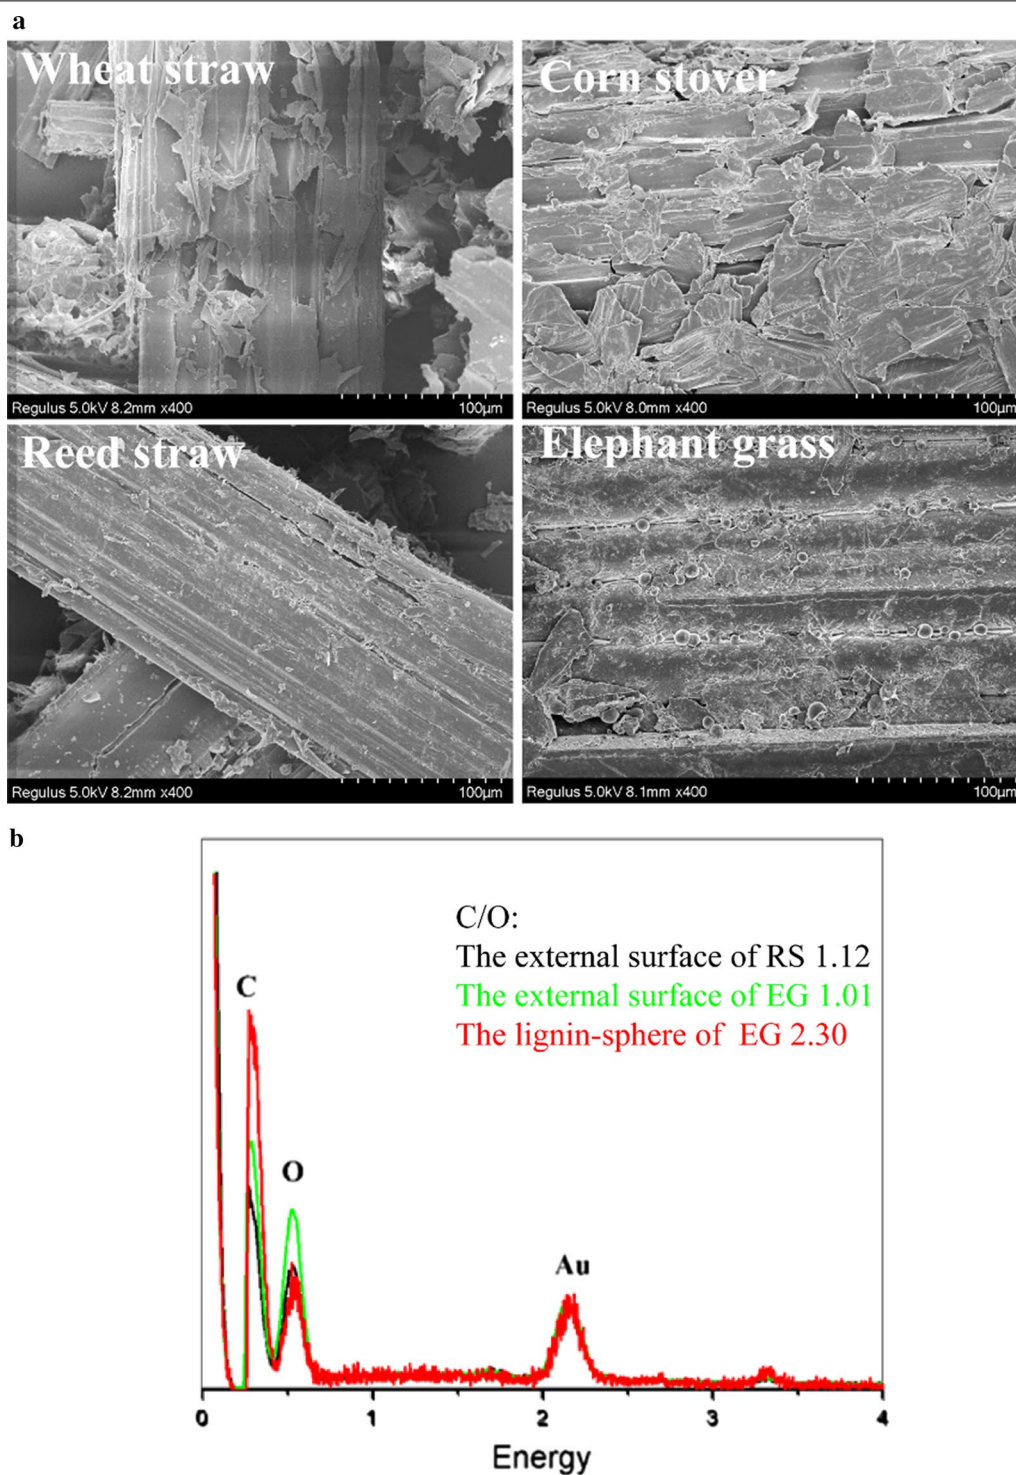 a
Wheat straw
Corn stover
Regulus 5.0kV 8.2mm x400 100µm
Regulus 5.0kV 8.0mm x400 100µm
Reed straw
Elephant grass
Regulus 5.0kV 8.2mm x400 100µm
Regulus 5.0kV 8.1mm x400 100µm
b
C/O:
The external surface of RS 1.12
The external surface of EG 1.01
The lignin-sphere of EG 2.30
C
O
Au
0 1 2 3 4
Energy